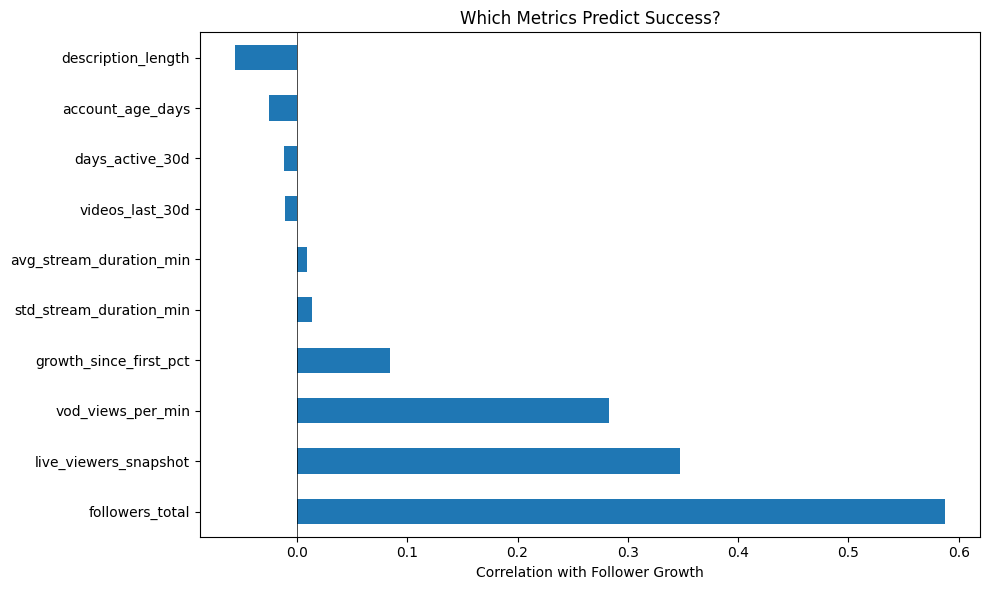 Which Metrics Predict Success?
description_length
account_age_days
days_active_30d
videos_last_30d
avg_stream_duration_min
std_stream_duration_min
growth_since_first_pct
vod_views_per_min
live_viewers_snapshot
followers_total
0.0 0.1 0.2 0.3 0.4 0.5 0.6
Correlation with Follower Growth